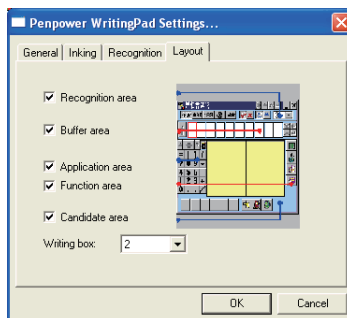 Penpower WritingPad Settings...
General Inking Recognition Layout
Recognition area
Buffer area
Application area
Function area
Candidate area
Writing box: 2
OK Cancel